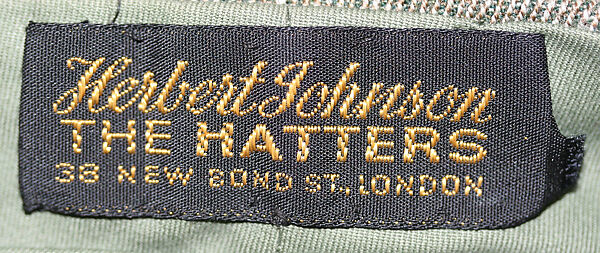 Herbert Johnson
THE HATTERS
38 NEW BOND ST., LONDON